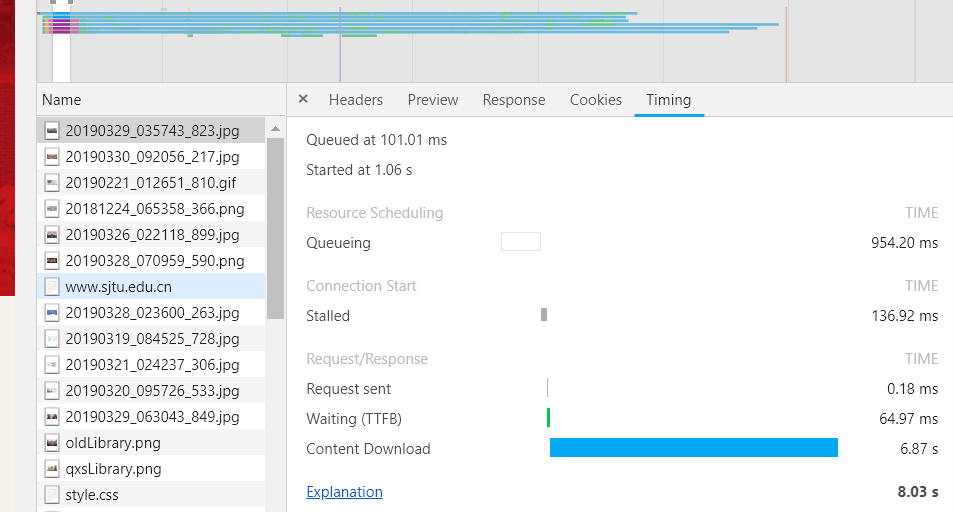 Name
× Headers Preview Response Cookies Timing
20190329_035743_823.jpg
20190330_092056_217.jpg
20190221_012651_810.gif
20181224_065358_366.png
20190326_022118_899.jpg
20190328_070959_590.png
www.sjtu.edu.cn
20190328_023600_263.jpg
20190319_084525_728.jpg
20190321_024237_306.jpg
20190320_095726_533.jpg
20190329_063043_849.jpg
oldLibrary.png
qxsLibrary.png
style.css
Queued at 101.01 ms
Started at 1.06 s
Resource Scheduling TIME
Queueing 954.20 ms
Connection Start TIME
Stalled 136.92 ms
Request/Response TIME
Request sent 0.18 ms
Waiting (TTFB) 64.97 ms
Content Download 6.87 s
Explanation 8.03 s